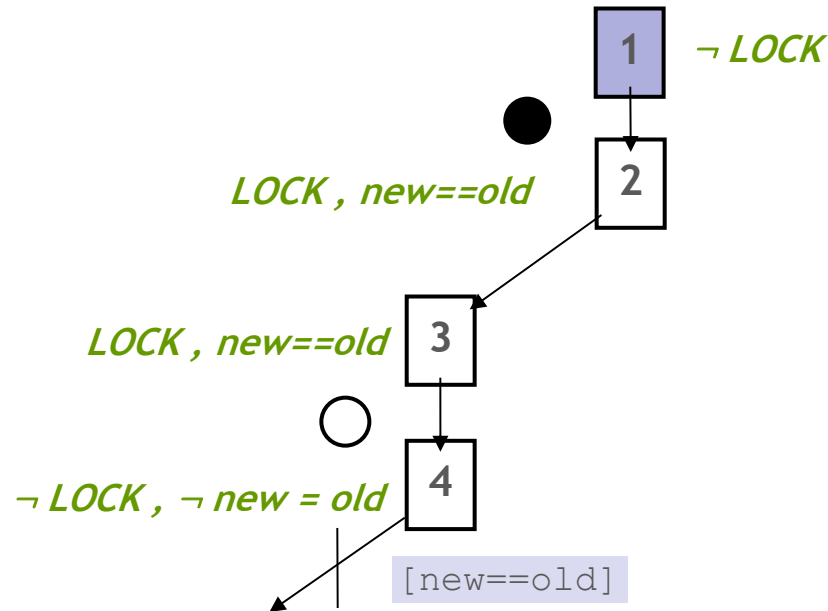 1 ¬ LOCK
2
LOCK , new==old
3
LOCK , new==old
4
¬ LOCK , ¬ new = old
[new==old]